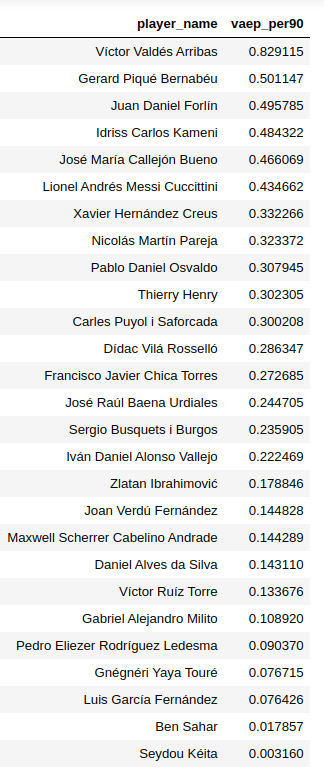 player_name vaep_per90
Víctor Valdés Arribas 0.829115
Gerard Piqué Bernabéu 0.501147
Juan Daniel Forlín 0.495785
Idriss Carlos Kameni 0.484322
José María Callejón Bueno 0.466069
Lionel Andrés Messi Cuccittini 0.434662
Xavier Hernández Creus 0.332266
Nicolás Martín Pareja 0.323372
Pablo Daniel Osvaldo 0.307945
Thierry Henry 0.302305
Carles Puyol i Saforcada 0.300208
Dídac Vilá Rosselló 0.286347
Francisco Javier Chica Torres 0.272685
José Raúl Baena Urdiales 0.244705
Sergio Busquets i Burgos 0.235905
Iván Daniel Alonso Vallejo 0.222469
Zlatan Ibrahimović 0.178846
Joan Verdú Fernández 0.144828
Maxwell Scherrer Cabelino Andrade 0.144289
Daniel Alves da Silva 0.143110
Víctor Ruíz Torre 0.133676
Gabriel Alejandro Milito 0.108920
Pedro Eliezer Rodríguez Ledesma 0.090370
Gnégnéri Yaya Touré 0.076715
Luis García Fernández 0.076426
Ben Sahar 0.017857
Seydou Kéita 0.003160